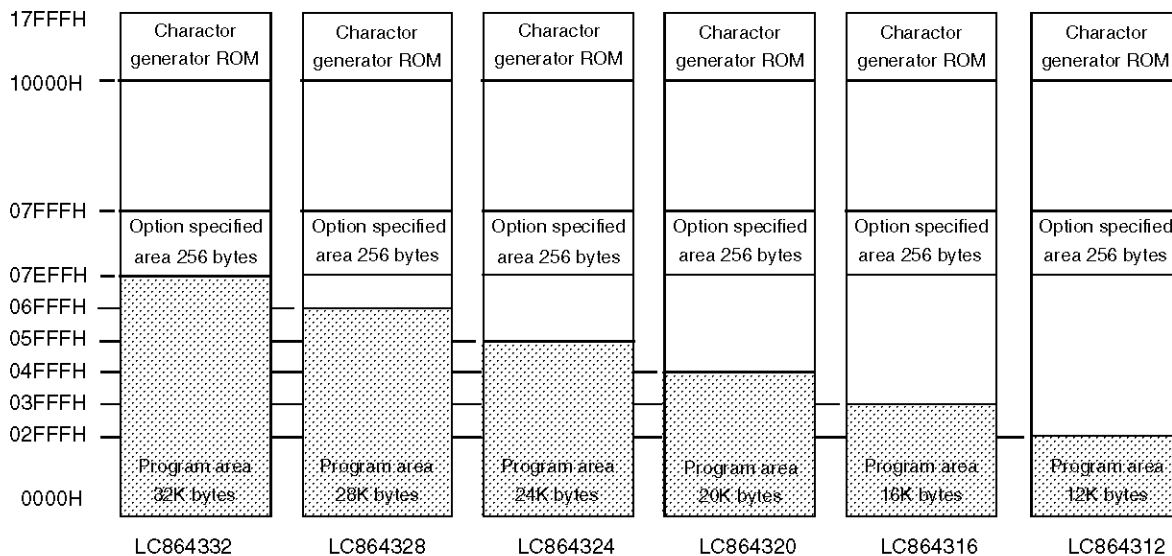 17FFFH
Charactor
generator ROM
Charactor
generator ROM
Charactor
generator ROM
Charactor
generator ROM
Charactor
generator ROM
Charactor
generator ROM
10000H
07FFFH
Option specified
area 256 bytes
Option specified
area 256 bytes
Option specified
area 256 bytes
Option specified
area 256 bytes
Option specified
area 256 bytes
Option specified
area 256 bytes
07EFFH
06FFFH
05FFFH
04FFFH
03FFFH
02FFFH
0000H
Program area
32K bytes
Program area
28K bytes
Program area
24K bytes
Program area
20K bytes
Program area
16K bytes
Program area
12K bytes
LC864332
LC864328
LC864324
LC864320
LC864316
LC864312